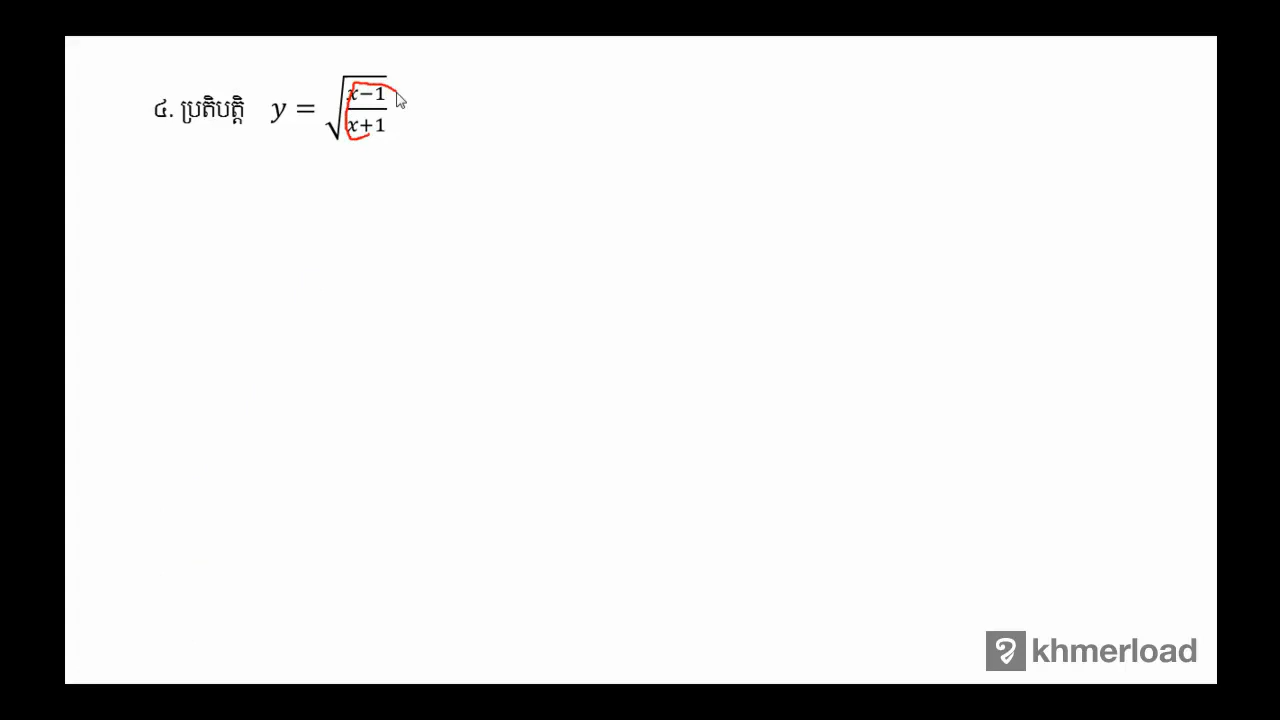 ៤. ប្រតិបត្តិ y = √((x−1)/(x+1))
khmerload